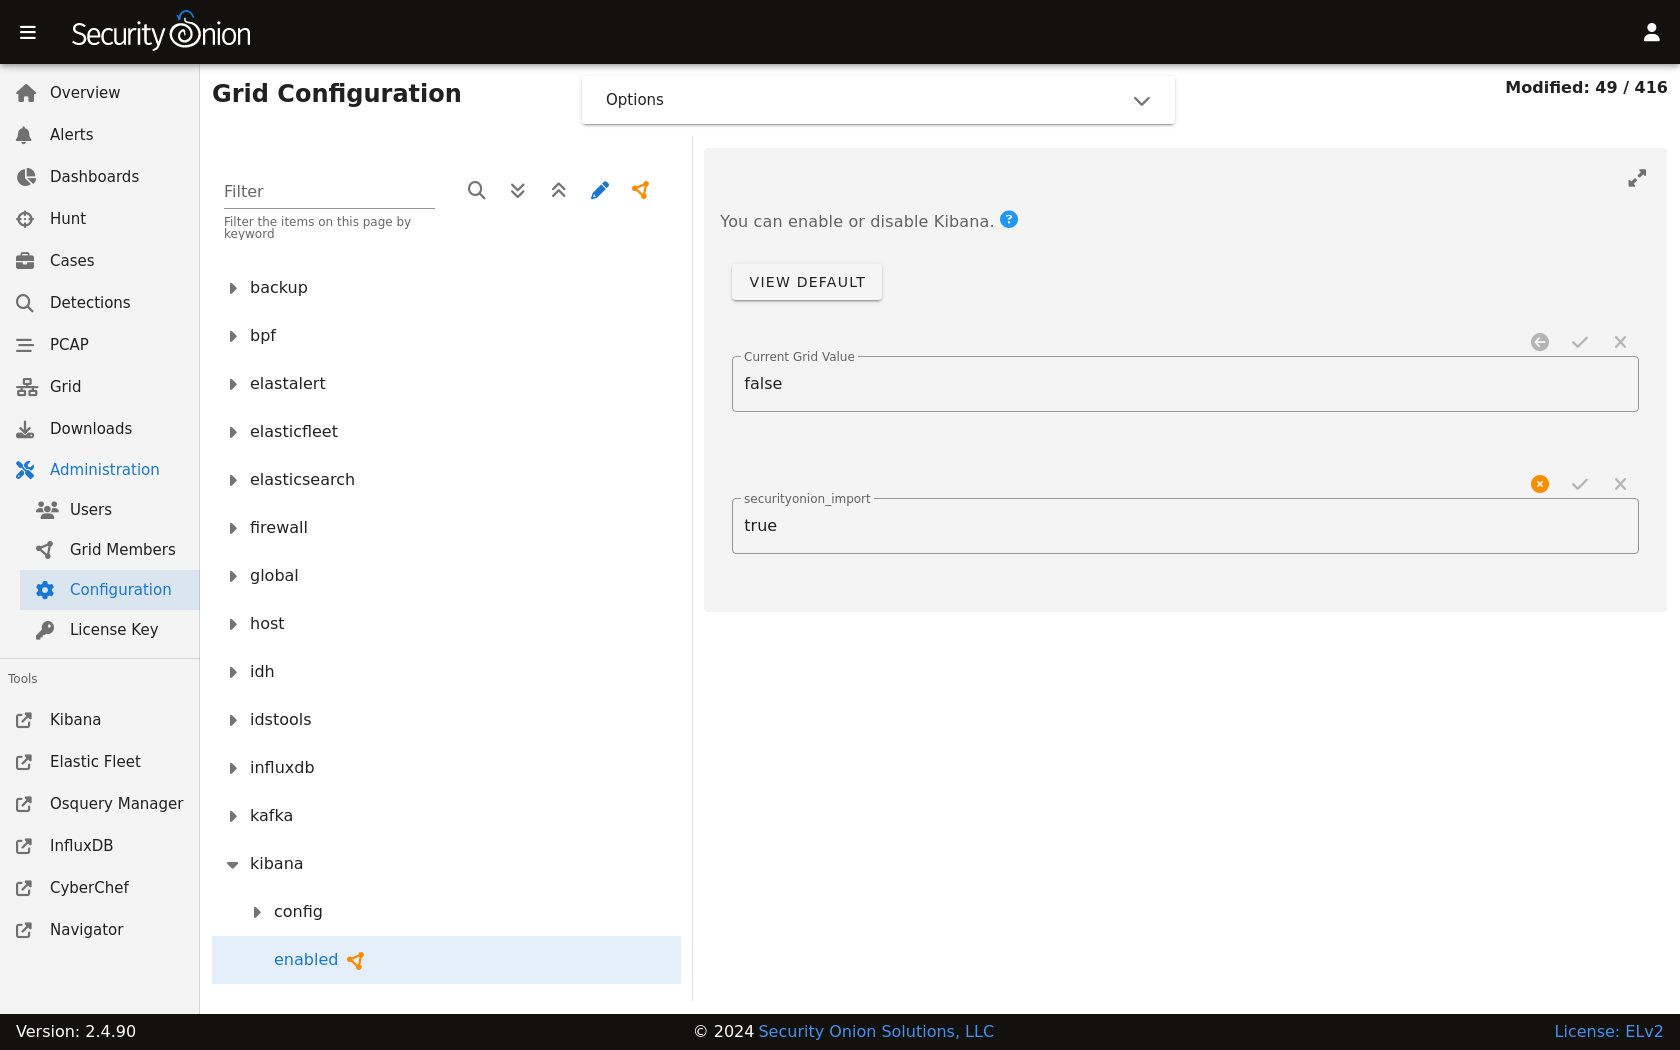 Security Onion
Overview
Alerts
Dashboards
Hunt
Cases
Detections
PCAP
Grid
Downloads
Administration
Users
Grid Members
Configuration
License Key
Tools
Kibana
Elastic Fleet
Osquery Manager
InfluxDB
CyberChef
Navigator
Grid Configuration
Options
Modified: 49 / 416
Filter
Filter the items on this page by
keyword
backup
bpf
elastalert
elasticfleet
elasticsearch
firewall
global
host
idh
idstools
influxdb
kafka
kibana
config
enabled
You can enable or disable Kibana.
VIEW DEFAULT
Current Grid Value
false
securityonion_import
true
Version: 2.4.90
© 2024 Security Onion Solutions, LLC
License: ELv2